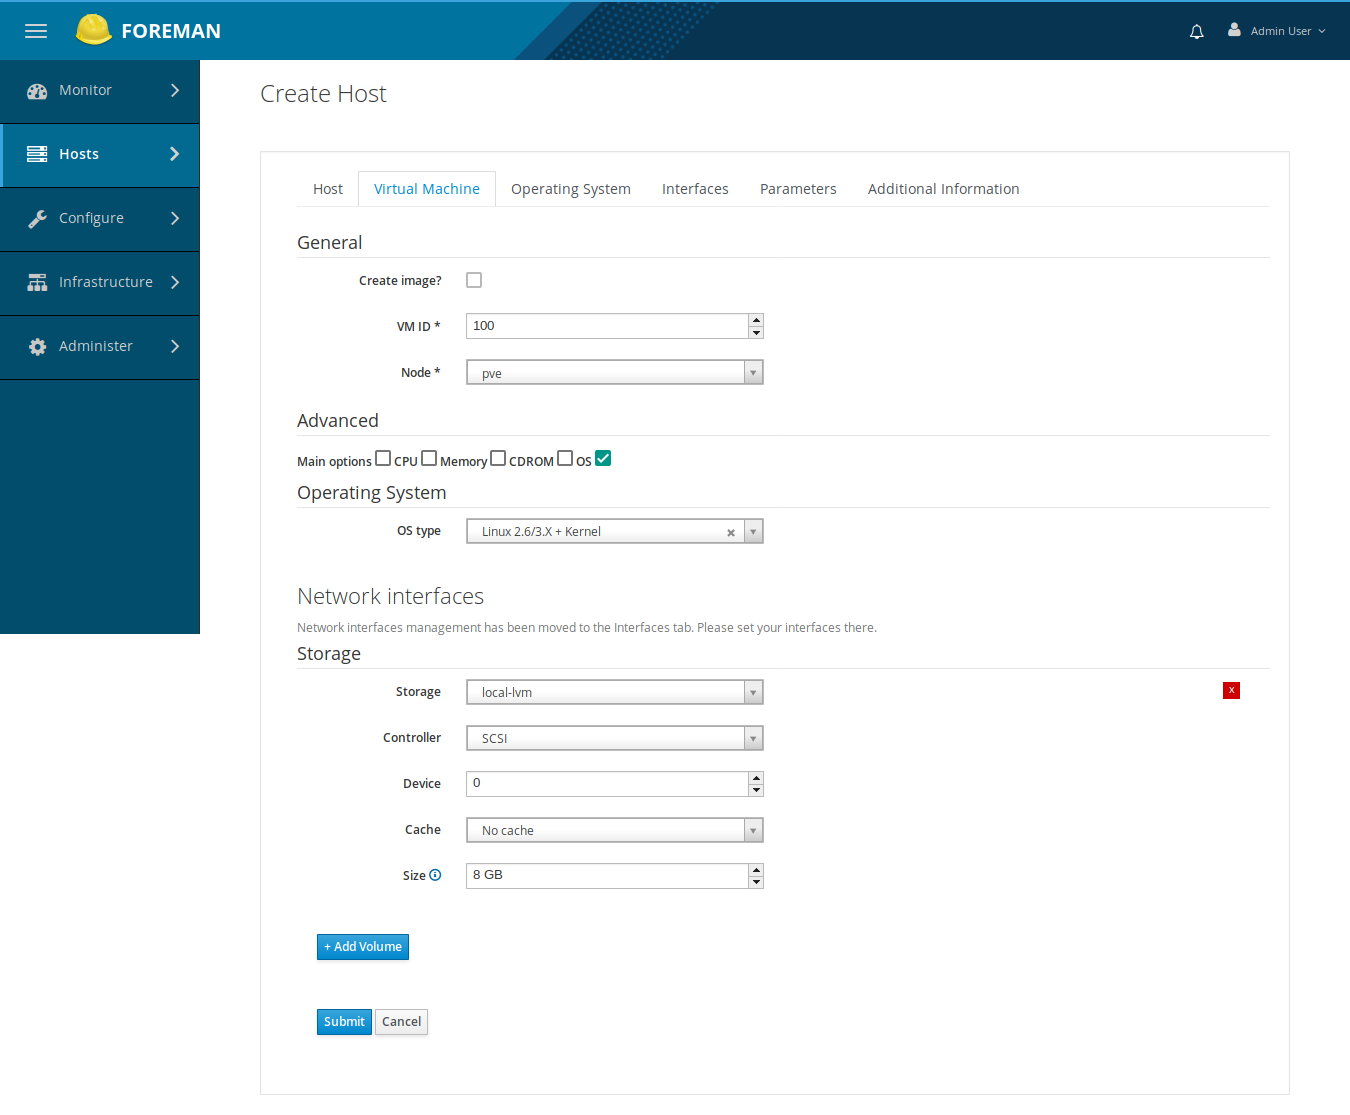 FOREMAN
Admin User
Monitor
Hosts
Configure
Infrastructure
Administer
Create Host
Host Virtual Machine Operating System Interfaces Parameters Additional Information
General
Create image?
VM ID * 100
Node * pve
Advanced
Main options CPU Memory CDROM OS
Operating System
OS type Linux 2.6/3.X + Kernel
Network interfaces
Network interfaces management has been moved to the Interfaces tab. Please set your interfaces there.
Storage
Storage local-lvm x
Controller SCSI
Device 0
Cache No cache
Size 8 GB
+ Add Volume
Submit Cancel